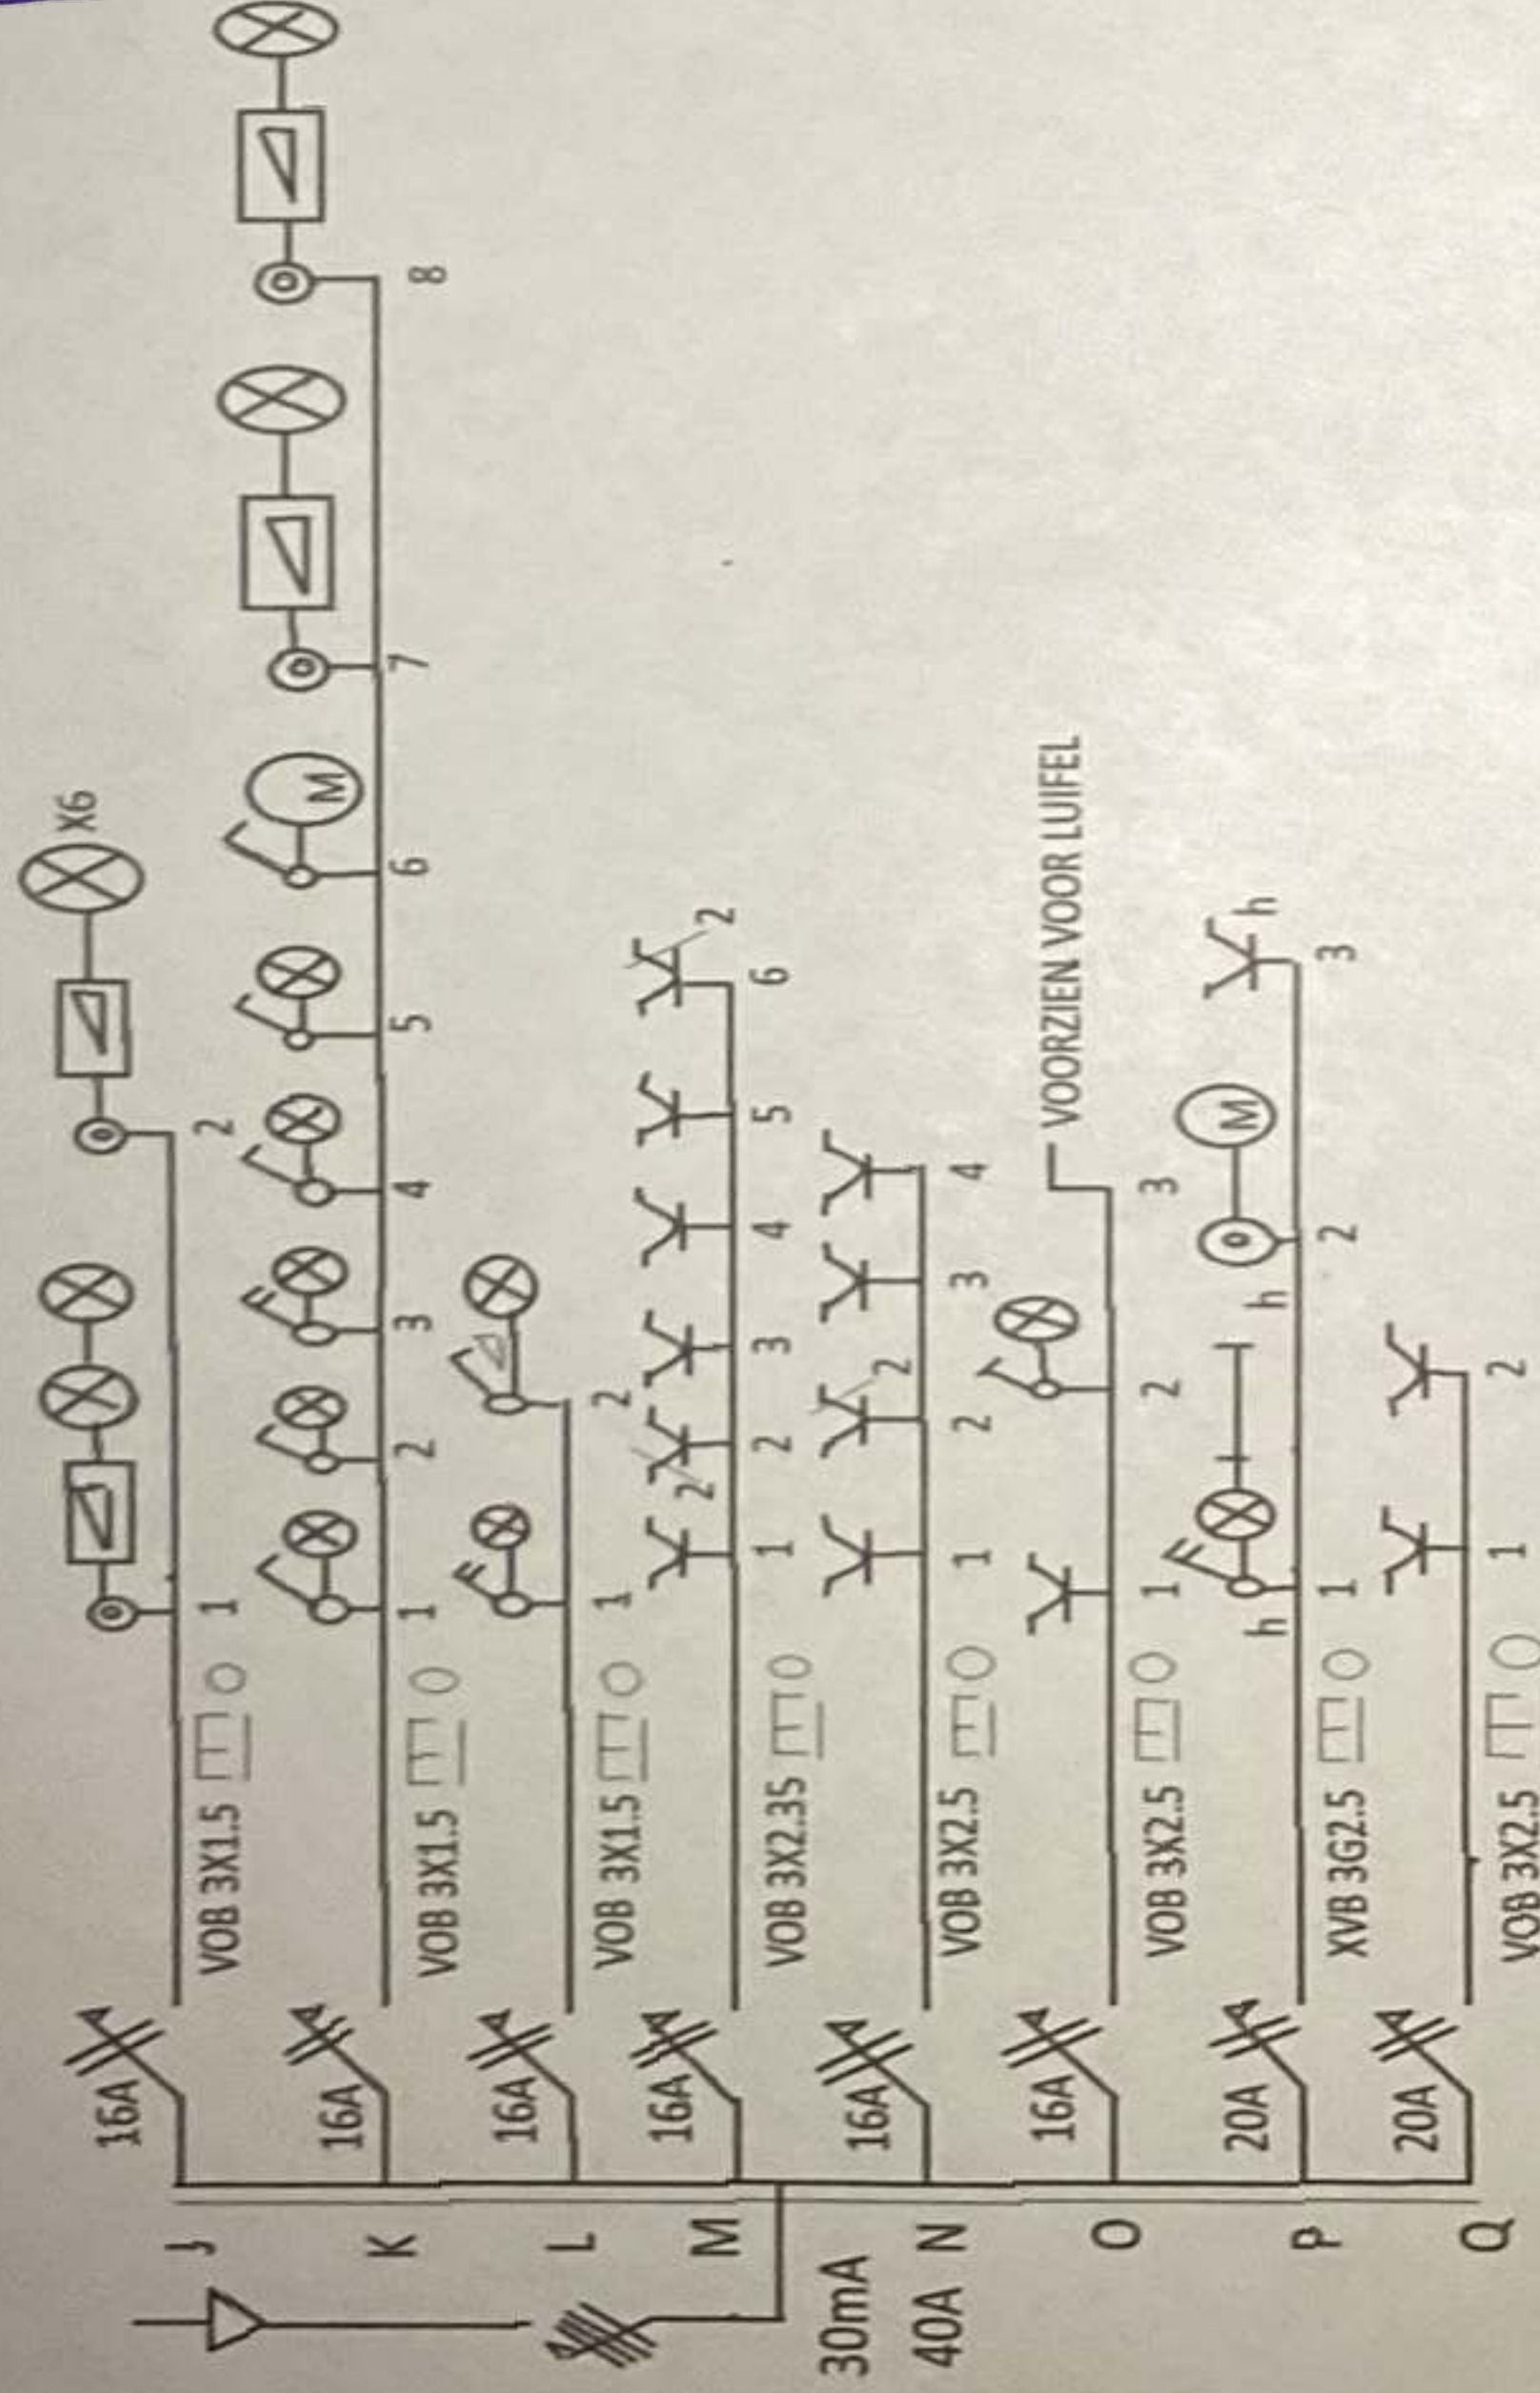 X6
16A
J
VOB 3X1.5 1 2
M
16A
K
VOB 3X1.5 1 2 3 4 5 6 7 8
16A
L
VOB 3X1.5 1 2
16A
2 2
M
VOB 3X2.35 1 2 3 4 5 6
30mA
16A
2
40A
N
VOB 3X2.5 1 2 3 4
16A
VOORZIEN VOOR LUIFEL
O
VOB 3X2.5 1 2 3
20A
M
h h h
P
XVB 3G2.5 1 2 3
20A
Q
VOB 3X2.5 1 2